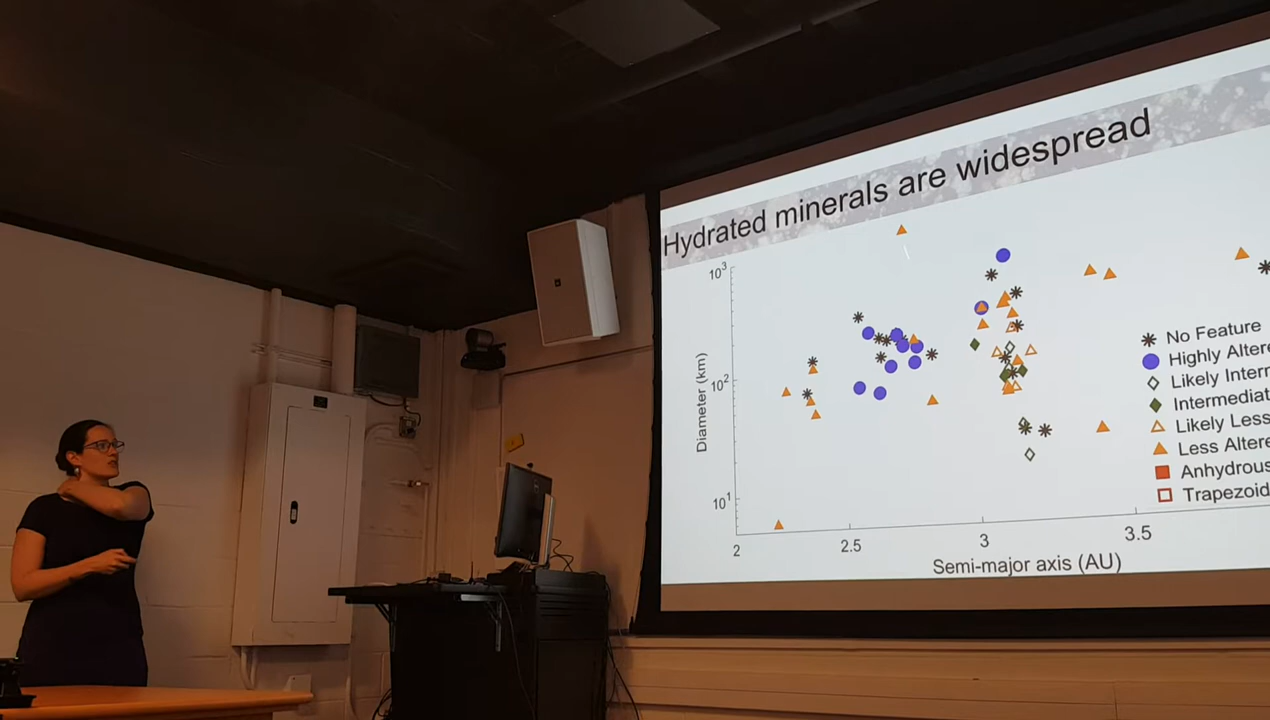 Hydrated minerals are widespread
10³
10²
10¹
Diameter (km)
2
2.5
3
3.5
Semi-major axis (AU)
No Feature
Highly Altere
Likely Interm
Intermediat
Likely Less
Less Altere
Anhydrous
Trapezoid